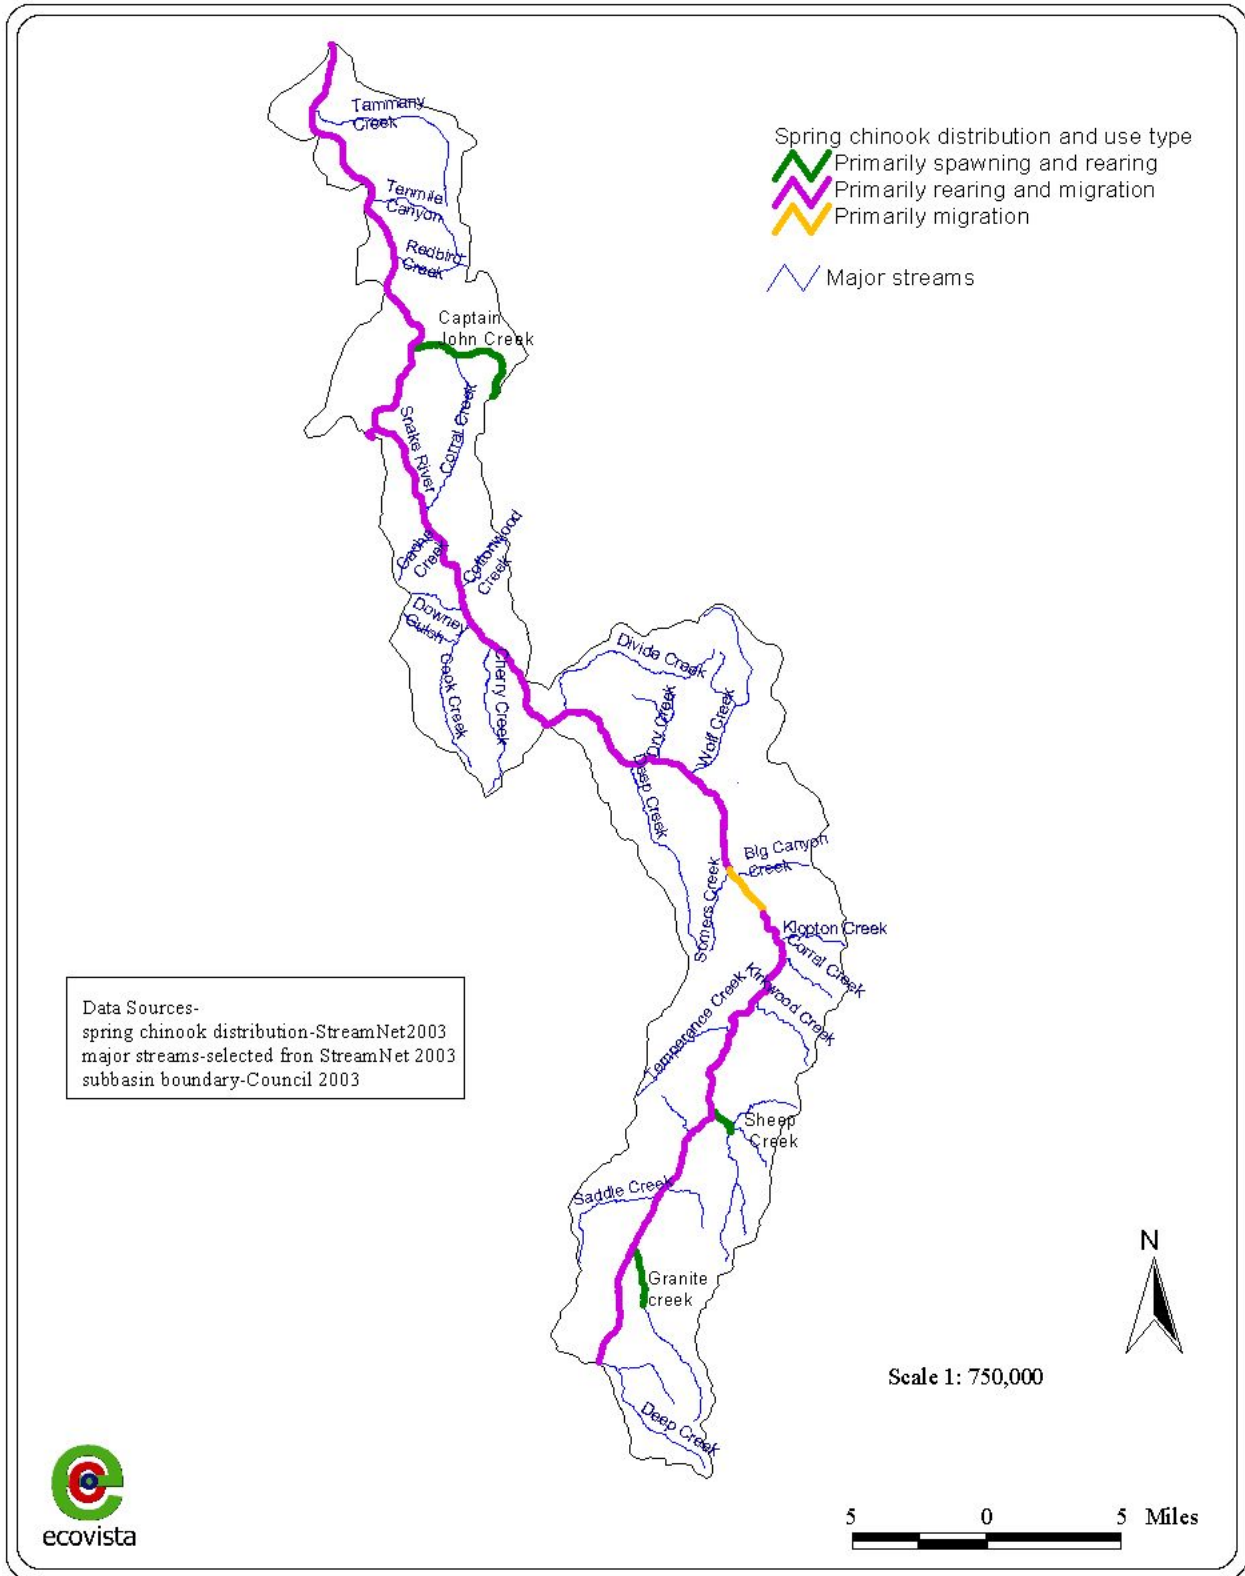 Tammany
Creek
Spring chinook distribution and use type
Primarily spawning and rearing
Primarily rearing and migration
Primarily migration
Major streams
Tenmile
Canyon
Redbird
Creek
Captain
John Creek
Snake River
Corral Creek
Cache
Creek
Cottonwood
Creek
Downey
Gulch
Cook Creek
Cherry Creek
Divide Creek
Dry Creek
Wolf Creek
Deep Creek
Big Canyon
Creek
Somers Creek
Klopton Creek
Corral Creek
Kirkwood Creek
Temperance Creek
Data Sources-
spring chinook distribution-StreamNet2003
major streams-selected fron StreamNet 2003
subbasin boundary-Council 2003
Sheep
Creek
Saddle Creek
Granite
creek
N
Scale 1: 750,000
Deep Creek
ecovista
5 0 5 Miles